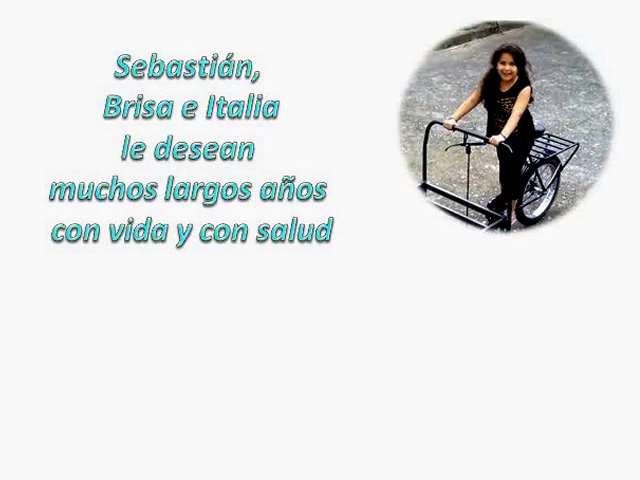 Sebastián,
Brisa e Italia
le desean
muchos largos años
con vida y con salud